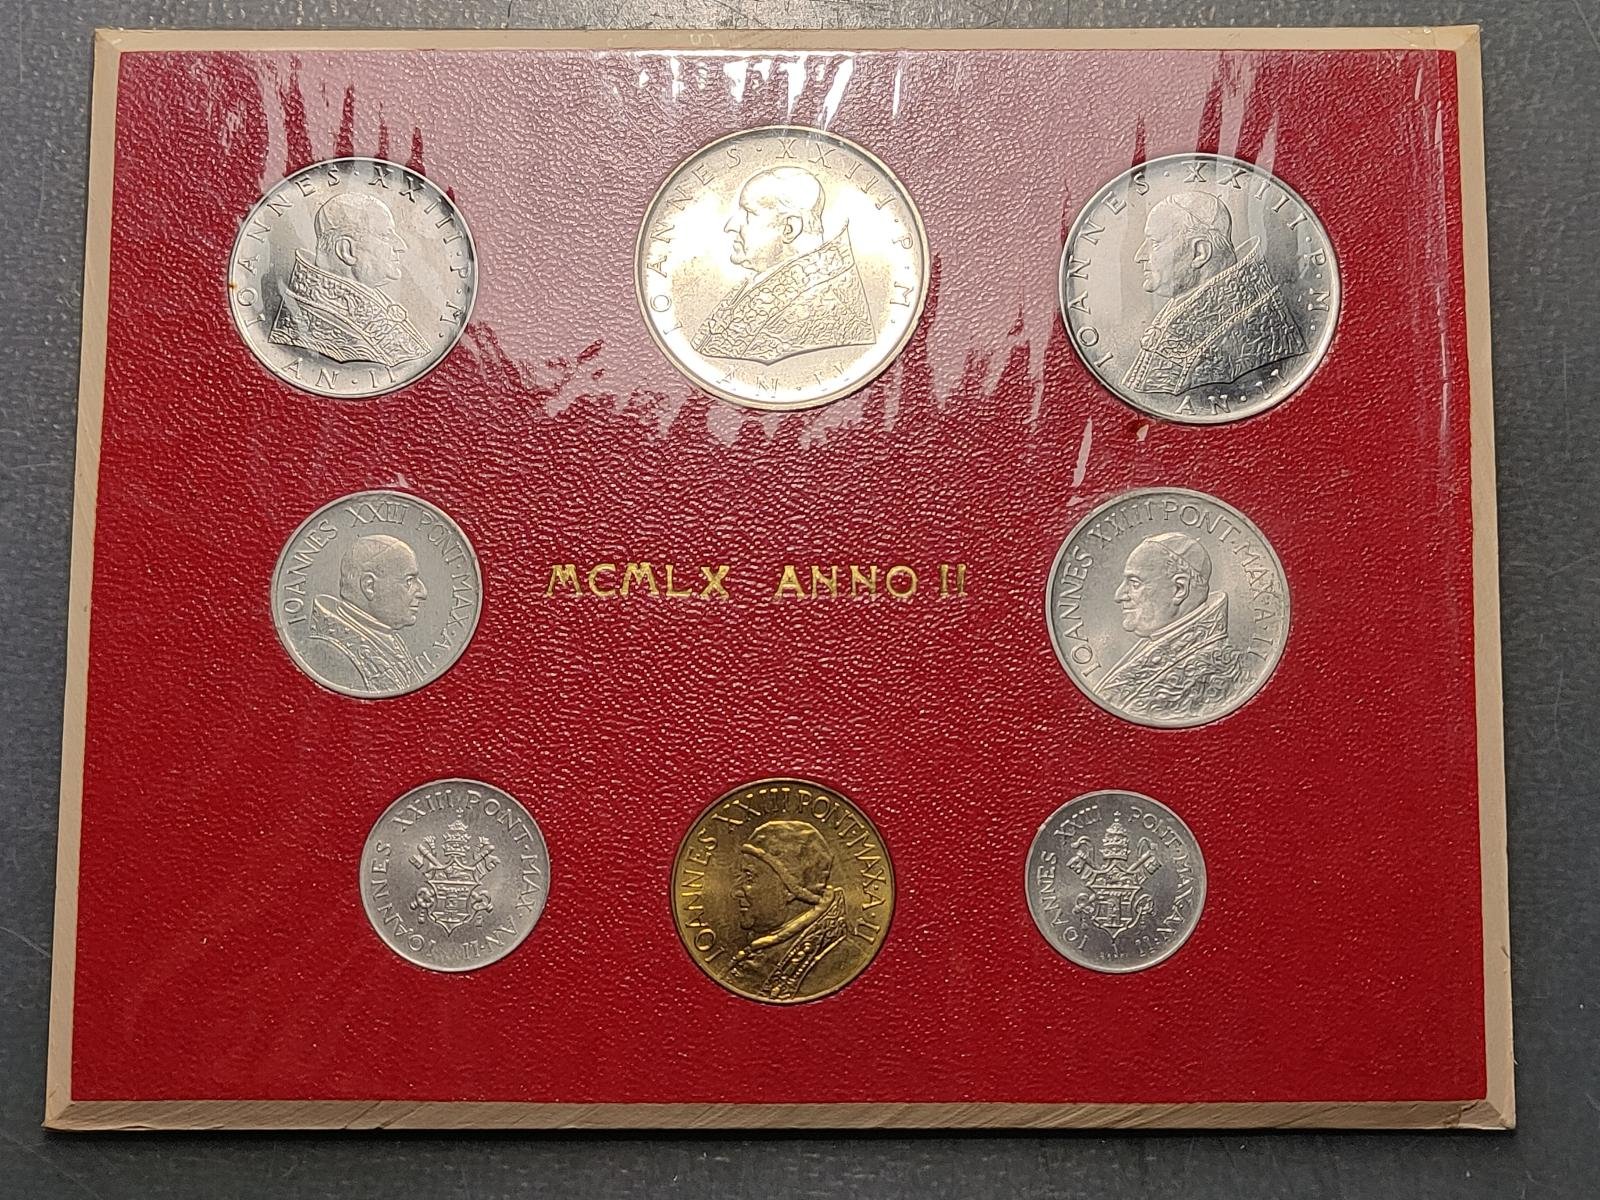 IOANNES · XXIII · P · M ·
AN · II
IOANNES · XXIII · P · M ·
AN · II
IOANNES · XXIII · P · M ·
AN · II
IOANNES XXIII PONT · MAX · A · II
MCMLX ANNO II
IOANNES XXIII PONT · MAX · A · II
IOANNES XXIII PONT · MAX · AN · II
IOANNES XXIII PONT · MAX · A · II
IOANNES XXIII PONT · MAX · AN · II